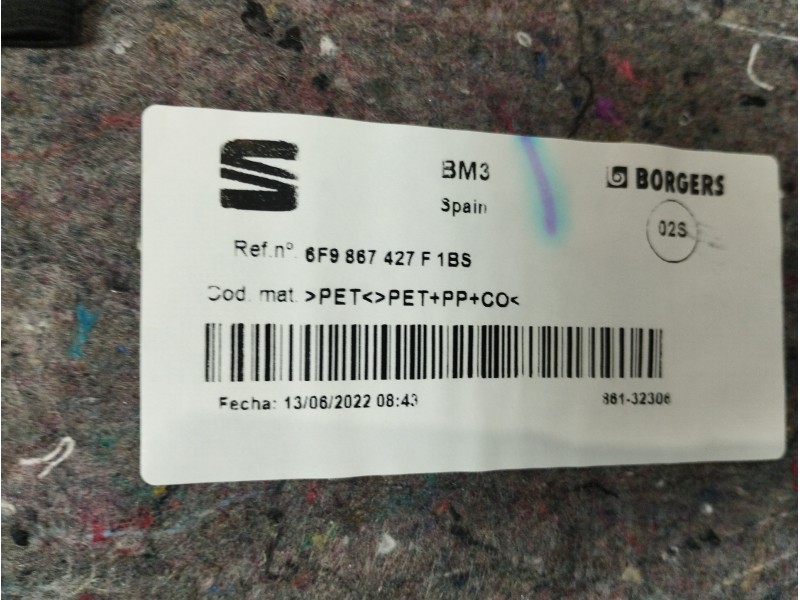 BM3
BORGERS
Spain
02S
Ref.nº. 6F9 867 427 F 1BS
Cod. mat. >PET<>PET+PP+CO<
Fecha: 13/06/2022 08:43
861-32306